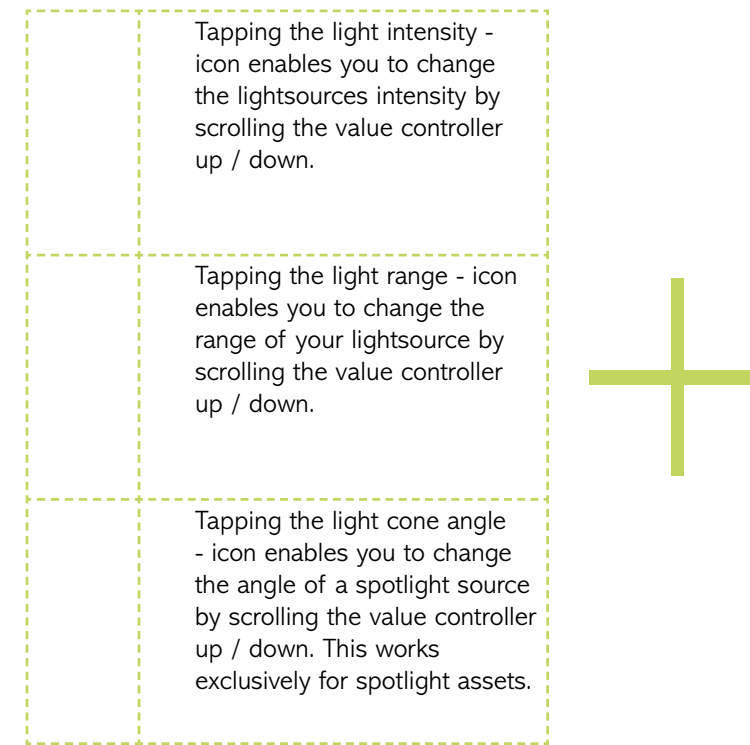 Tapping the light intensity -
icon enables you to change
the lightsources intensity by
scrolling the value controller
up / down.
Tapping the light range - icon
enables you to change the
range of your lightsource by
scrolling the value controller
up / down.
Tapping the light cone angle
- icon enables you to change
the angle of a spotlight source
by scrolling the value controller
up / down. This works
exclusively for spotlight assets.